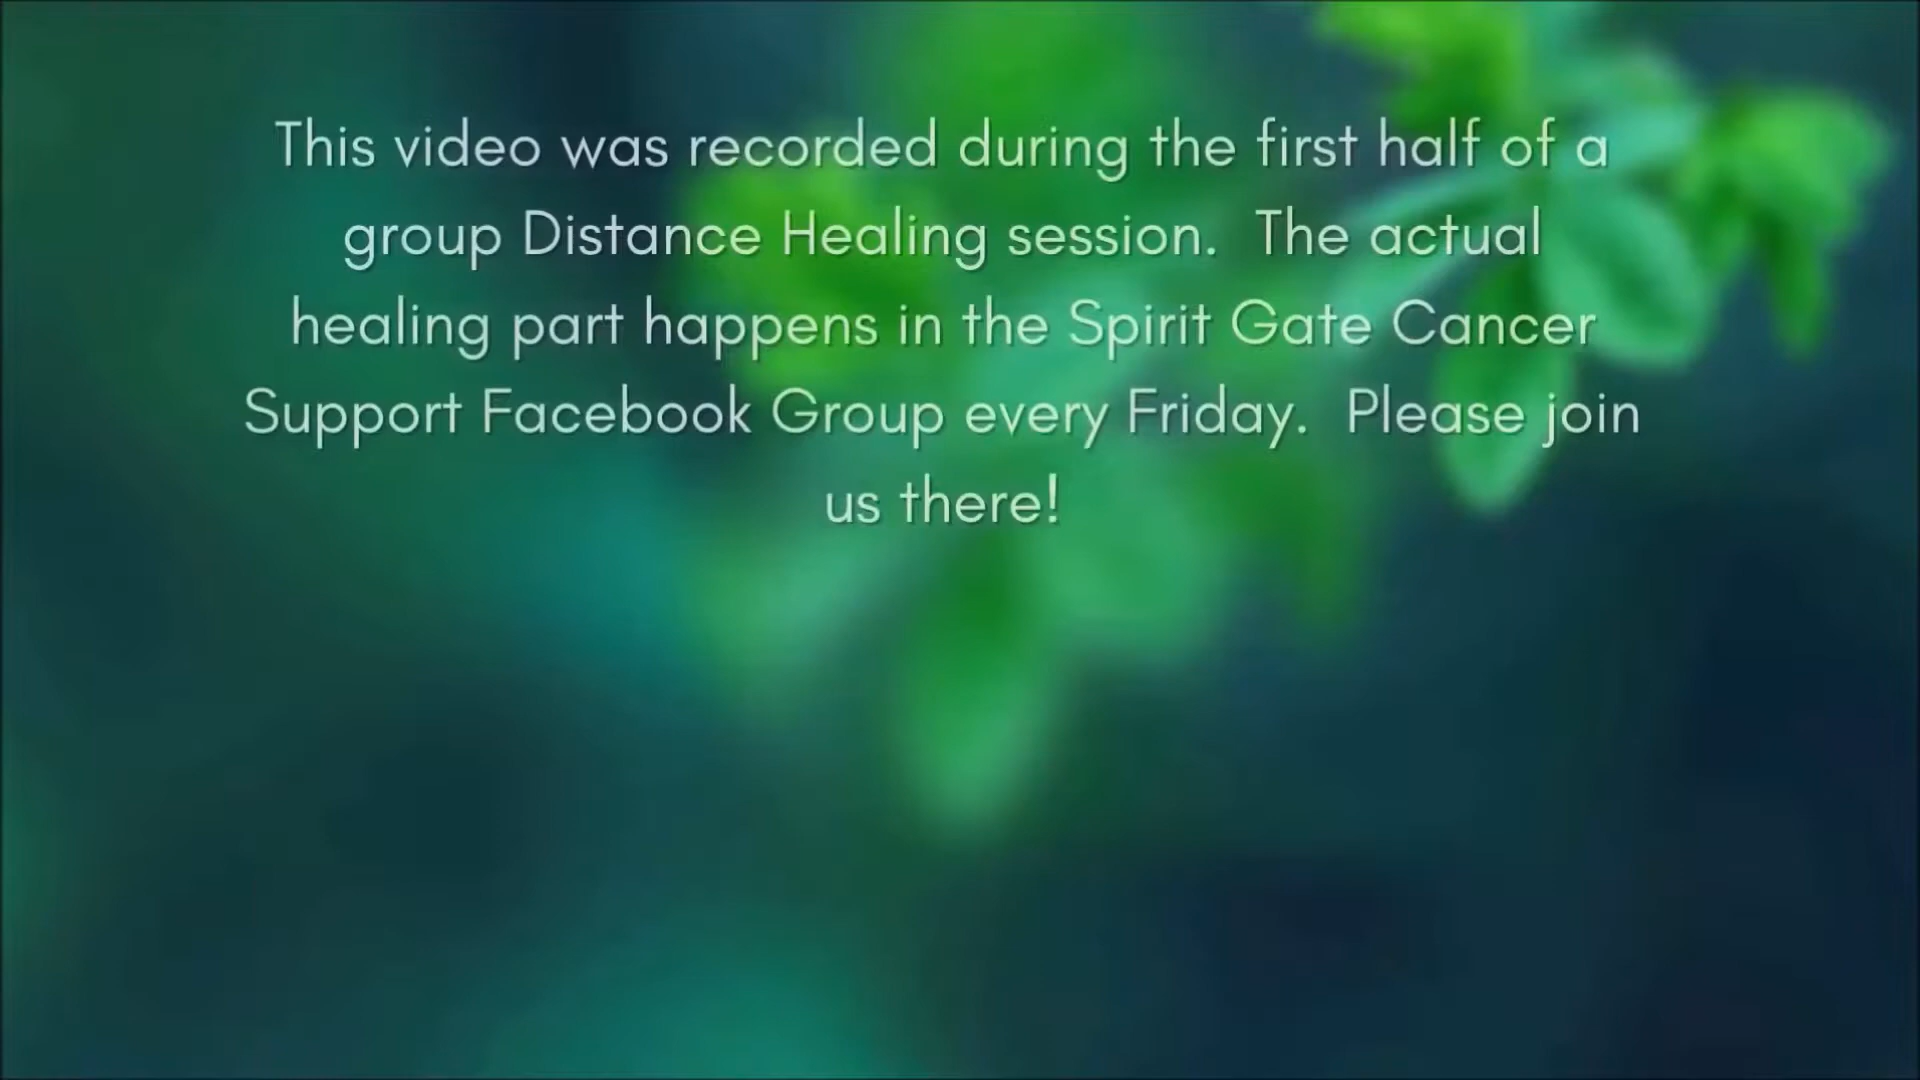 This video was recorded during the first half of a
group Distance Healing session.  The actual
healing part happens in the Spirit Gate Cancer
Support Facebook Group every Friday.  Please join
us there!